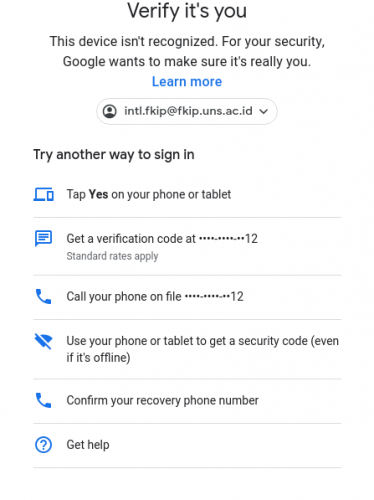 Verify it's you
This device isn't recognized. For your security,
Google wants to make sure it's really you.
Learn more
intl.fkip@fkip.uns.ac.id
Try another way to sign in
Tap Yes on your phone or tablet
Get a verification code at ••••-••••-••12
Standard rates apply
Call your phone on file ••••-••••-••12
Use your phone or tablet to get a security code (even
if it's offline)
Confirm your recovery phone number
Get help